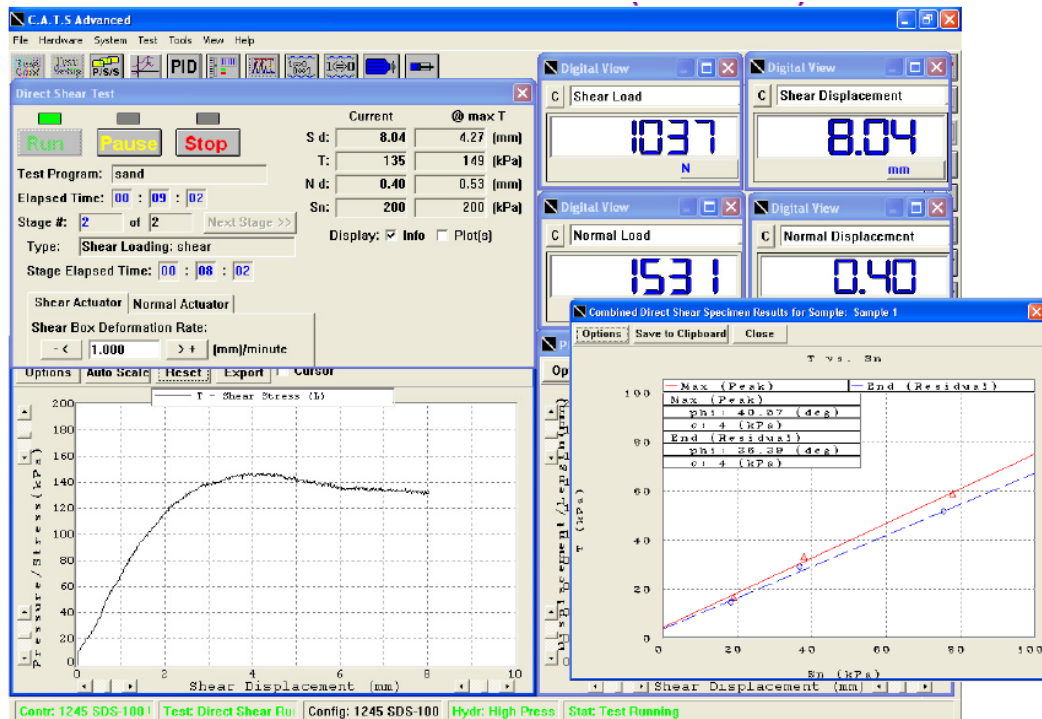 C.A.T.S Advanced
File Hardware System Test Tools View Help
P/S/S PID
Direct Shear Test
Run Pause Stop
Current @ max T
S d: 8.04 4.27 (mm)
T: 135 149 (kPa)
N d: 0.40 0.53 (mm)
Sn: 200 200 (kPa)
Test Program: sand
Elapsed Time: 00 : 09 : 02
Stage #: 2 of 2 Next Stage >>
Display: Info Plot(s)
Type: Shear Loading: shear
Stage Elapsed Time: 00 : 08 : 02
Shear Actuator Normal Actuator
Shear Box Deformation Rate:
- < 1.000 > + (mm)/minute
Digital View
C Shear Load
1037
N
Digital View
C Shear Displacement
8.04
mm
Digital View
C Normal Load
1531
Digital View
C Normal Displacement
0.40
Options Auto Scale Reset Export Cursor
T - Shear Stress (L)
Pressure/Stress(kPa)
200
180
160
140
120
100
80
60
40
20
0
0 2 4 6 8 10
Shear Displacement (mm)
Combined Direct Shear Specimen Results for Sample: Sample 1
Options Save to Clipboard Close
T vs. Sn
Max (Peak) End (Residual)
Max (Peak)
(deg)
c: 4 (kPa)
End (Residual)
(deg)
c: 4 (kPa)
T (kPa)
100
80
60
40
20
0
0 20 40 60 80 100
Sn (kPa)
Displacement/Length(mm)
Shear Displacement (mm)
Contr: 1245 SDS-100 Test: Direct Shear Ru Config: 1245 SDS-100 Hydr: High Press Stat: Test Running